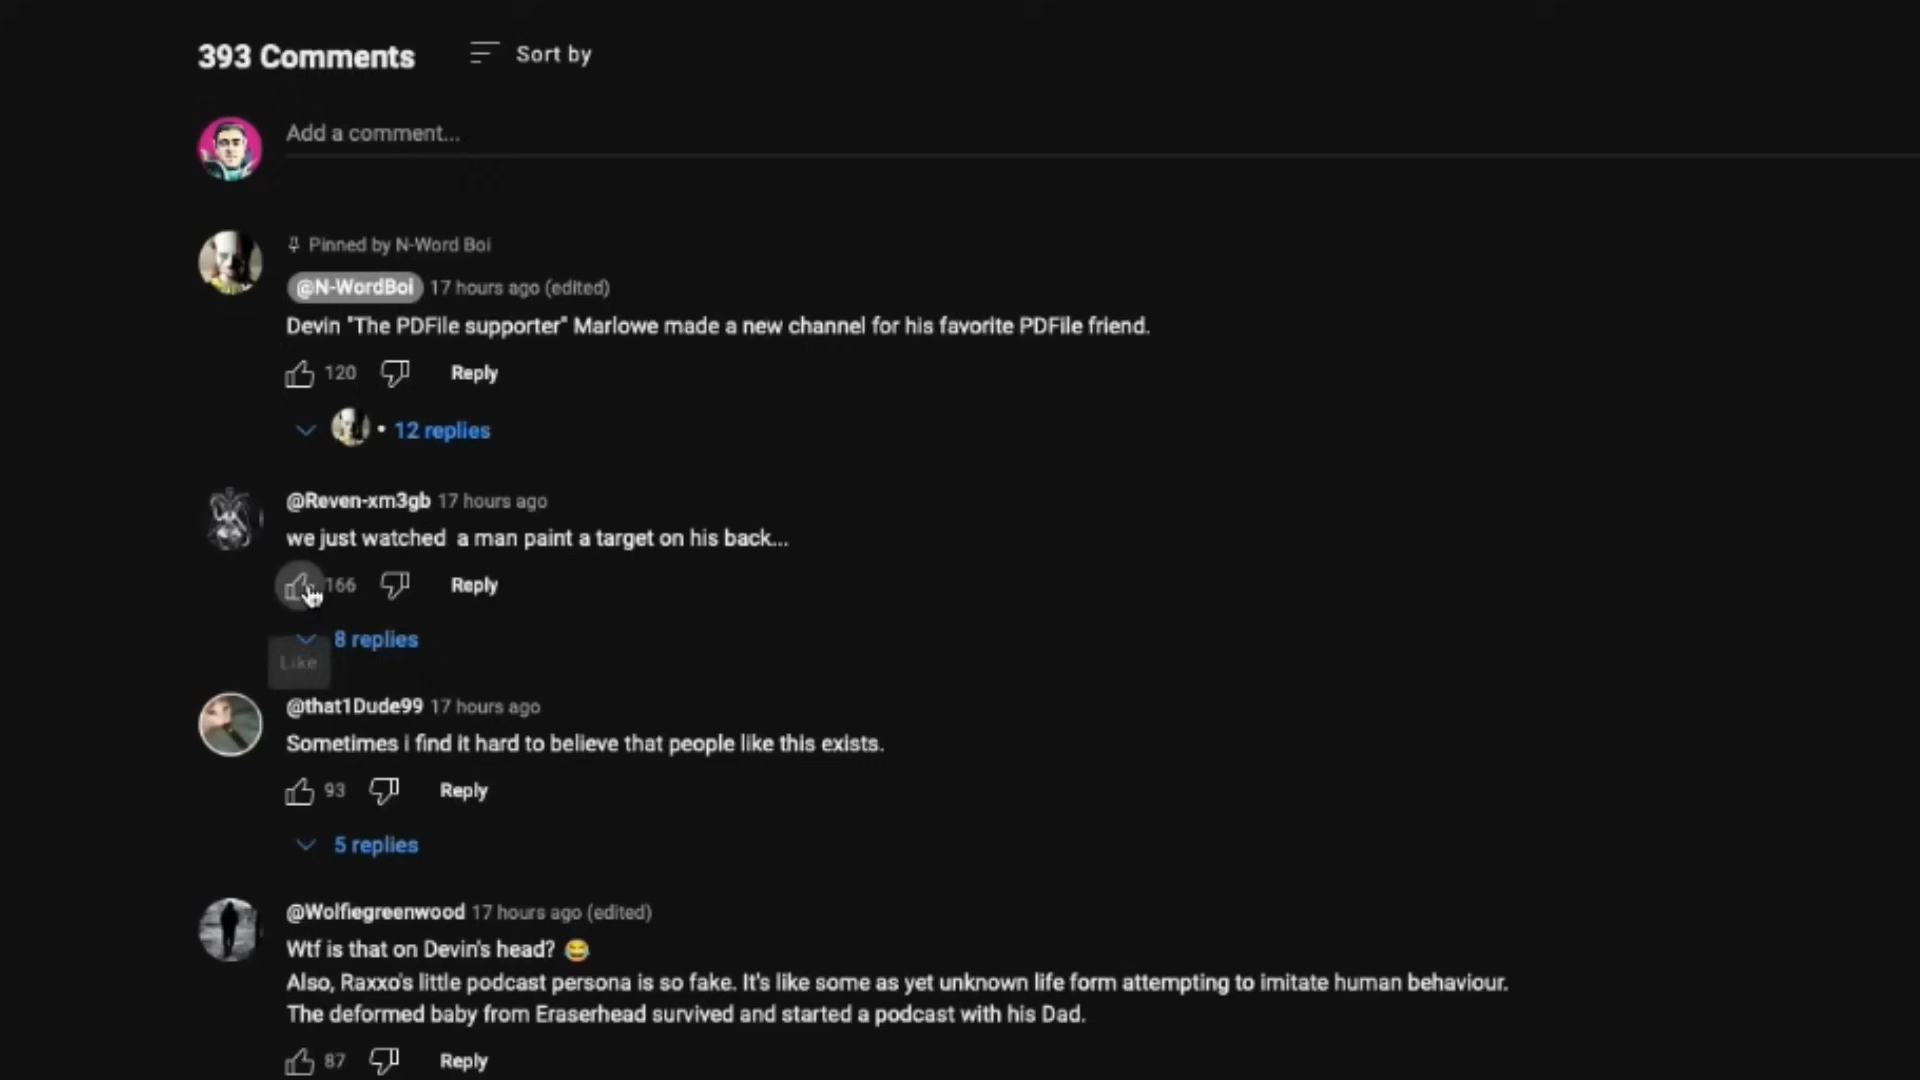 393 Comments
Sort by
Add a comment...
Pinned by N-Word Boi
@N-WordBoi 17 hours ago (edited)
Devin "The PDFile supporter" Marlowe made a new channel for his favorite PDFile friend.
120 Reply
• 12 replies
@Reven-xm3gb 17 hours ago
we just watched a man paint a target on his back...
166 Reply
8 replies
Like
@that1Dude99 17 hours ago
Sometimes i find it hard to believe that people like this exists.
93 Reply
5 replies
@Wolfiegreenwood 17 hours ago (edited)
Wtf is that on Devin's head? 😂
Also, Raxxo's little podcast persona is so fake. It's like some as yet unknown life form attempting to imitate human behaviour.
The deformed baby from Eraserhead survived and started a podcast with his Dad.
87 Reply